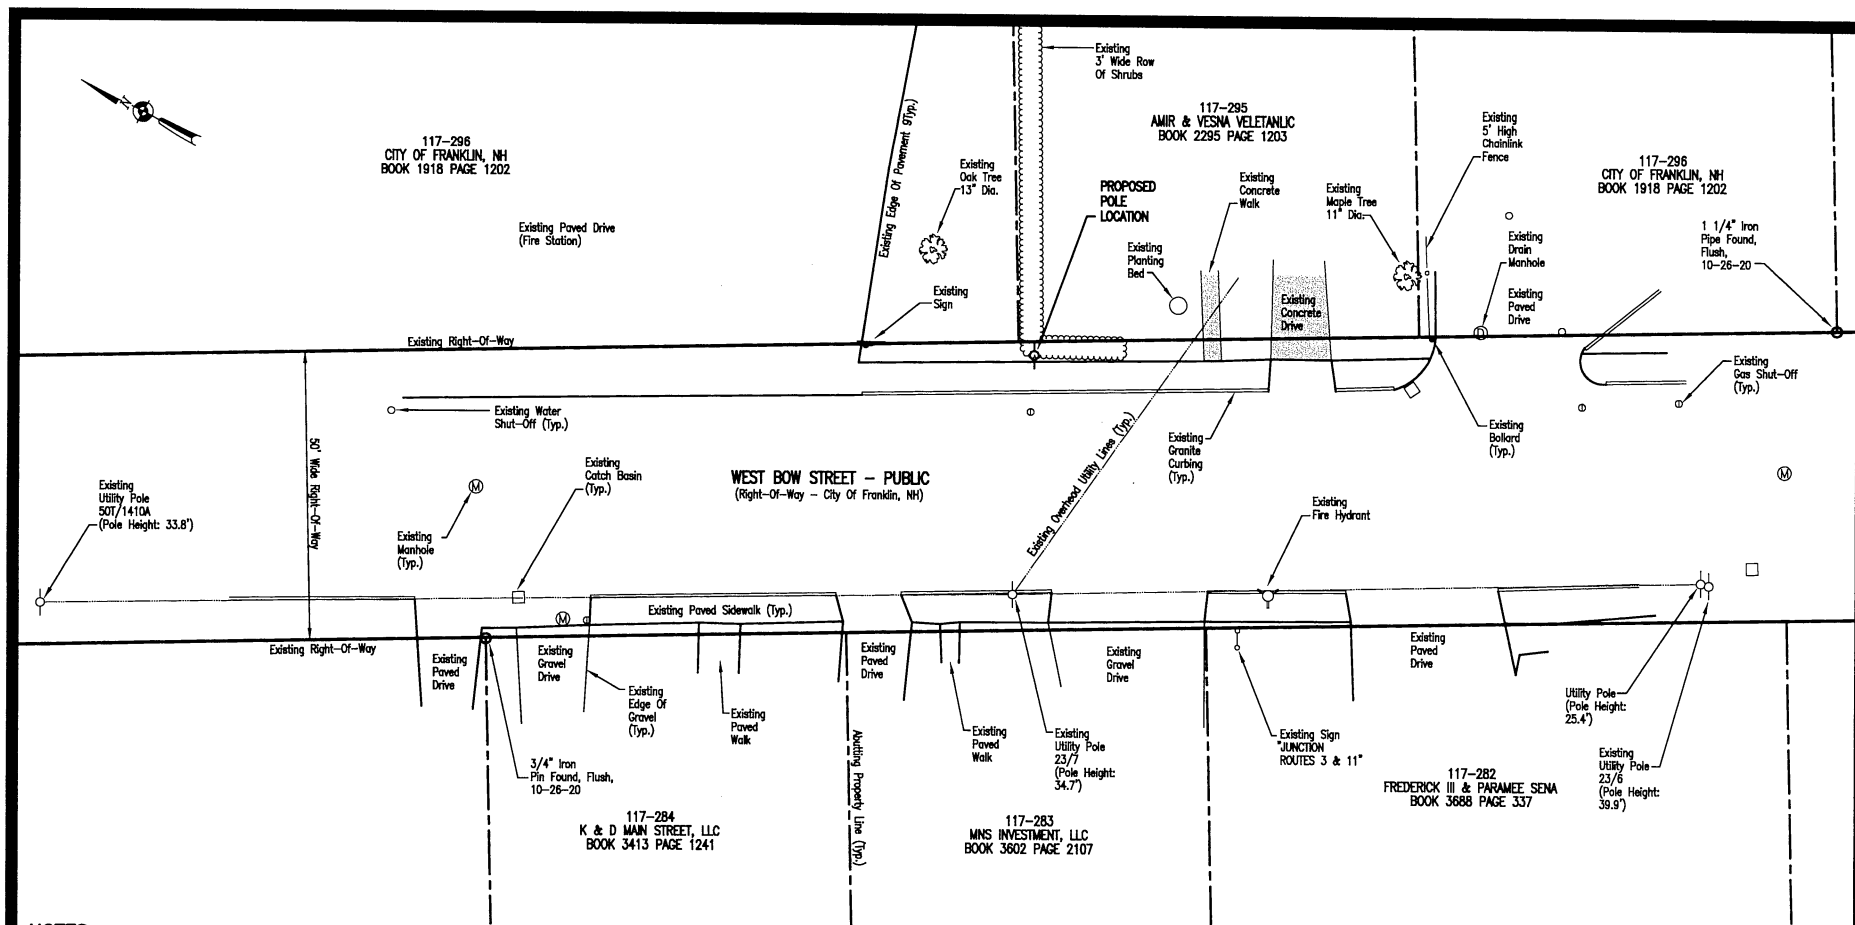 N
117-296
CITY OF FRANKLIN, NH
BOOK 1918 PAGE 1202
Existing Paved Drive
(Fire Station)
Existing Edge Of Pavement 9Typ.)
Existing
Oak Tree
13" Dia.
Existing
Sign
Existing
3' Wide Row
Of Shrubs
117-295
AMIR & VESNA VELETANLIC
BOOK 2295 PAGE 1203
PROPOSED
POLE
LOCATION
Existing
Concrete
Walk
Existing
Planting
Bed
Existing
Maple Tree
11" Dia.
Existing
Concrete
Drive
Existing
5' High
Chainlink
Fence
117-296
CITY OF FRANKLIN, NH
BOOK 1918 PAGE 1202
Existing
Drain
Manhole
D
Existing
Paved
Drive
1 1/4" Iron
Pipe Found,
Flush,
10-26-20
Existing Right-Of-Way
Existing Water
Shut-Off (Typ.)
50' Wide Right-Of-Way
Existing
Utility Pole
50T/1410A
(Pole Height: 33.8')
M
Existing
Manhole
(Typ.)
Existing
Catch Basin
(Typ.)
WEST BOW STREET - PUBLIC
(Right-Of-Way - City Of Franklin, NH)
Existing Overhead Utility Lines (Typ.)
Existing
Granite
Curbing
(Typ.)
Existing
Fire Hydrant
Existing
Bollard
(Typ.)
Existing
Gas Shut-Off
(Typ.)
M
M
Existing Paved Sidewalk (Typ.)
Existing Right-Of-Way
Existing
Paved
Drive
Existing
Gravel
Drive
Existing
Edge Of
Gravel
(Typ.)
Existing
Paved
Walk
3/4" Iron
Pin Found, Flush,
10-26-20
117-284
K & D MAIN STREET, LLC
BOOK 3413 PAGE 1241
Existing
Paved
Drive
Abutting Property Line (Typ.)
Existing
Paved
Walk
Existing
Utility Pole
23/7
(Pole Height:
34.7')
Existing
Gravel
Drive
117-283
MNS INVESTMENT, LLC
BOOK 3602 PAGE 2107
Existing Sign
"JUNCTION
ROUTES 3 & 11"
Existing
Paved
Drive
117-282
FREDERICK III & PARAMEE SENA
BOOK 3688 PAGE 337
Utility Pole
(Pole Height:
25.4')
Existing
Utility Pole
23/6
(Pole Height:
39.9')